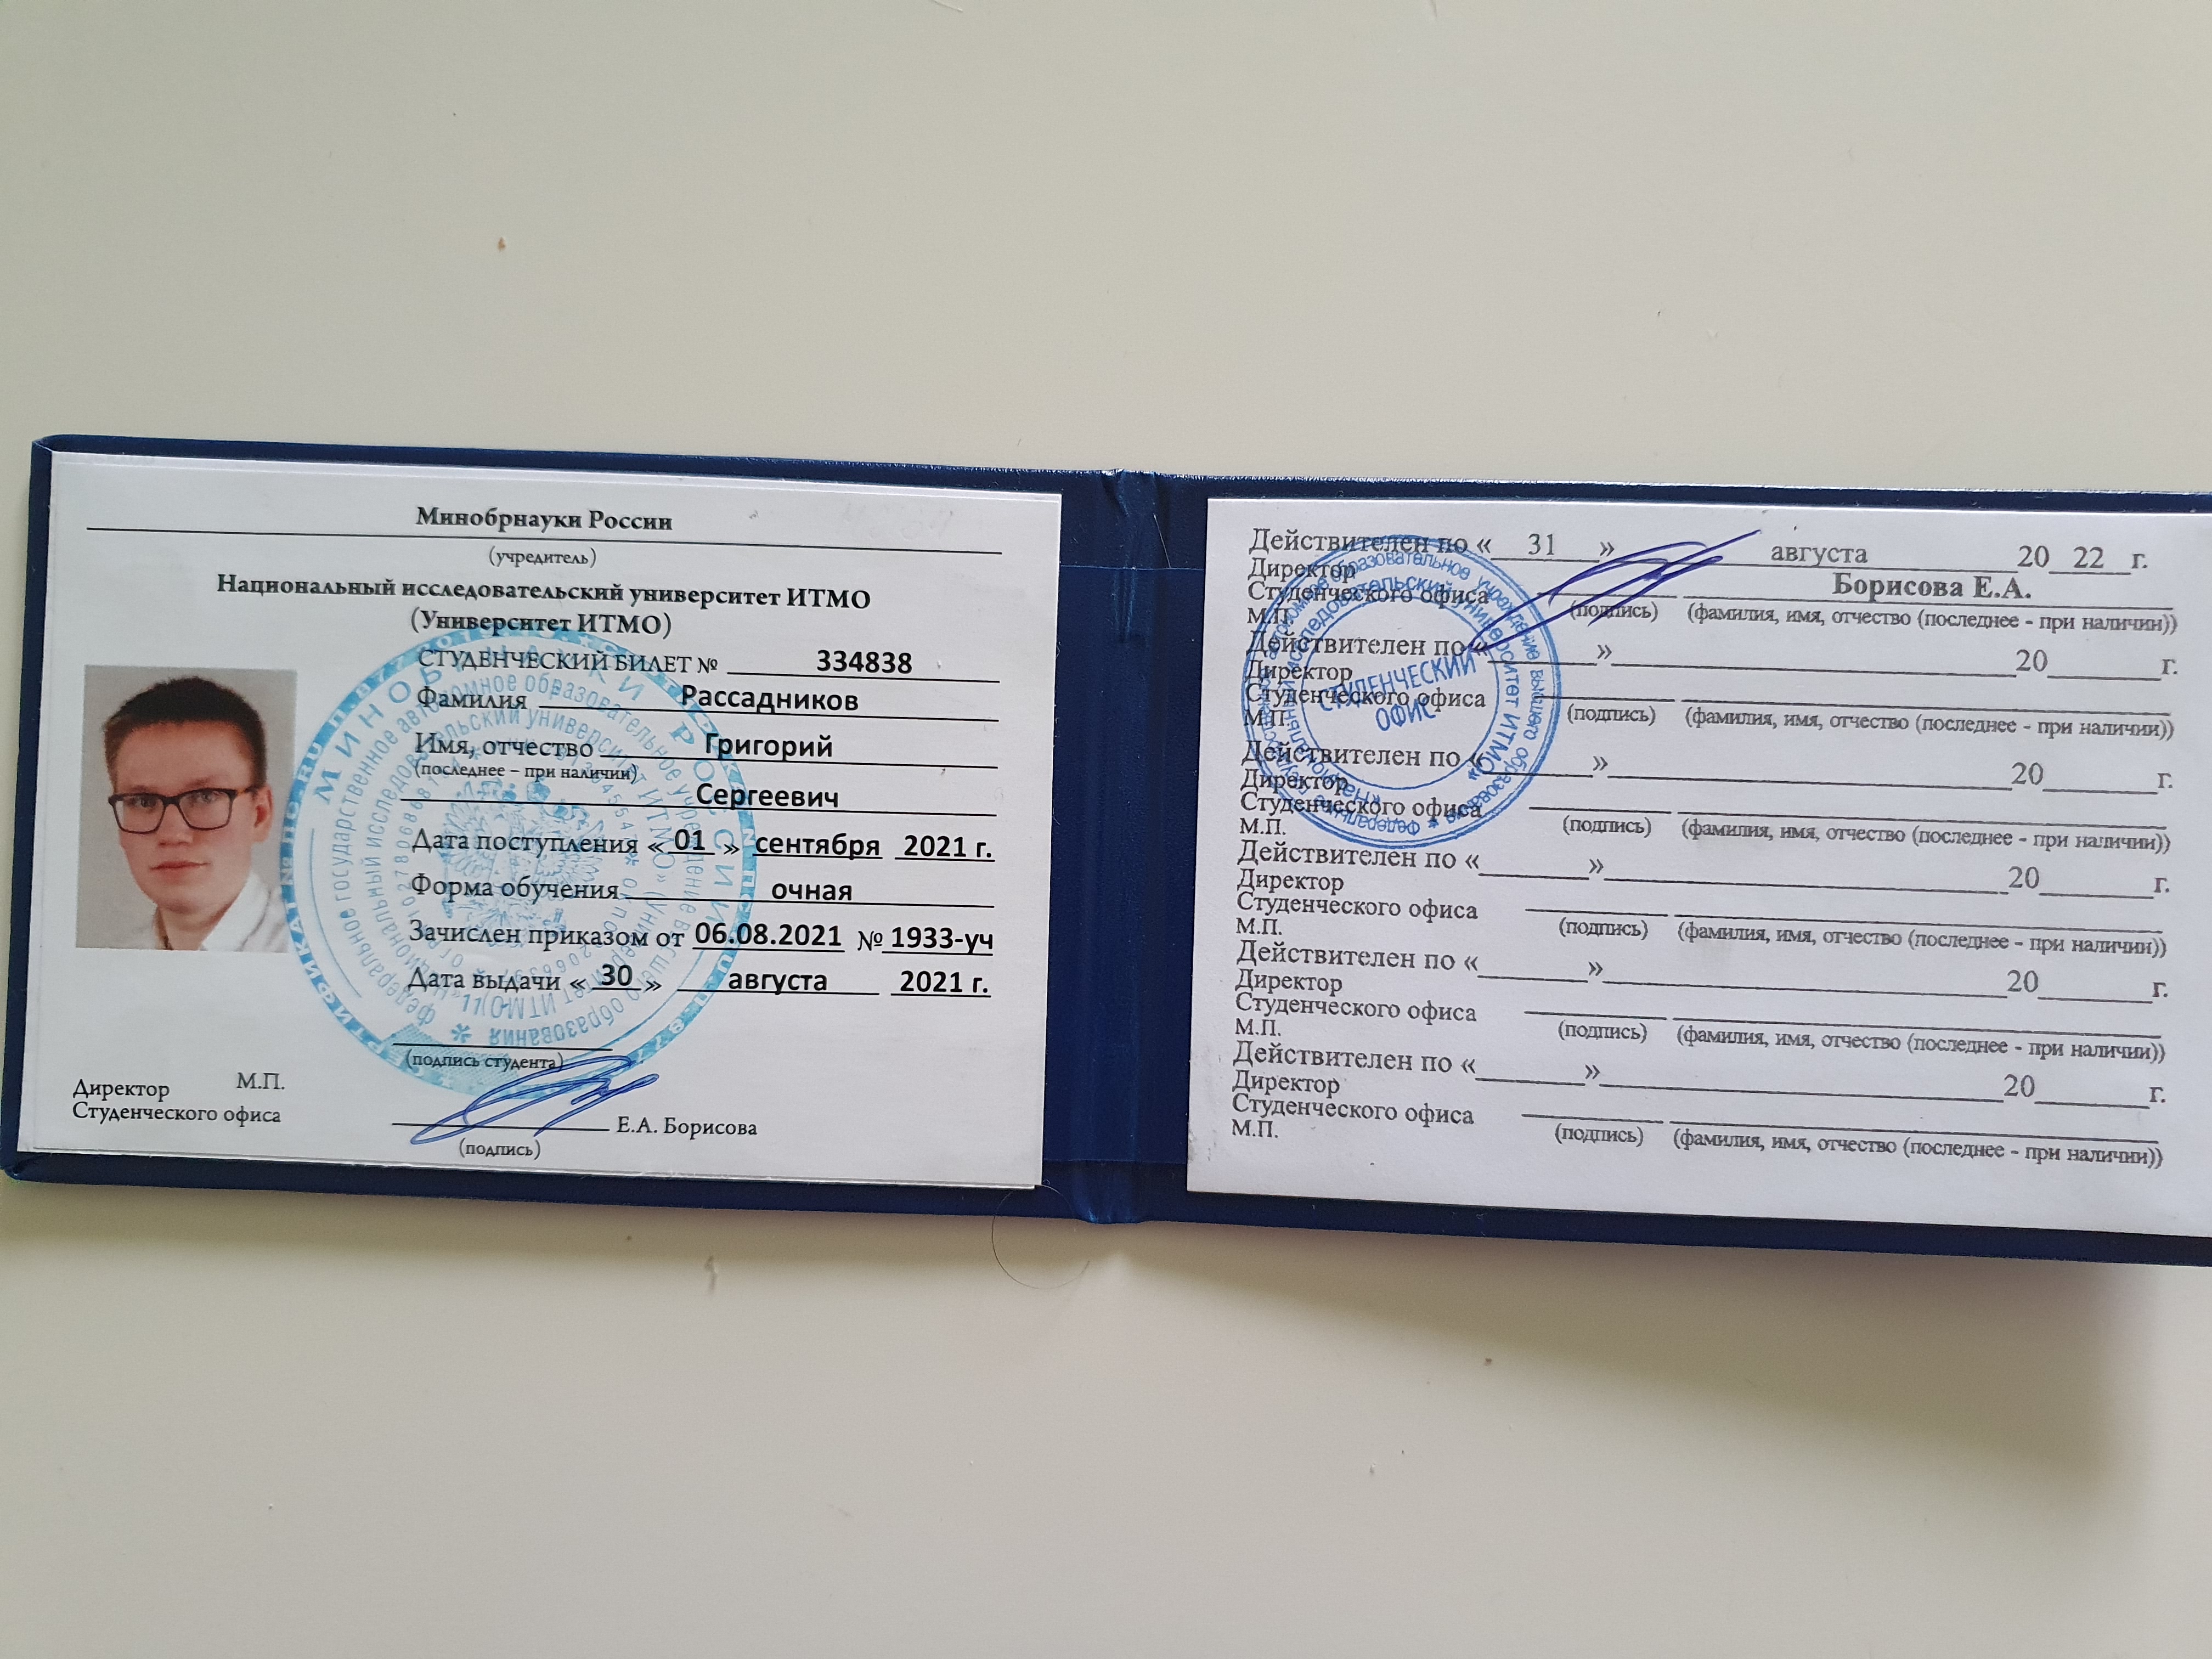 Минобрнауки России
(учредитель)
Национальный исследовательский университет ИТМО
(Университет ИТМО)
СТУДЕНЧЕСКИЙ БИЛЕТ № 334838
Фамилия Рассадников
Имя, отчество Григорий
(последнее – при наличии)
Сергеевич
Дата поступления « 01 » сентября 2021 г.
Форма обучения очная
Зачислен приказом от 06.08.2021 № 1933-уч
Дата выдачи « 30 » августа 2021 г.
(подпись студента)
М.П.
Директор
Студенческого офиса Е.А. Борисова
(подпись)
Действителен по « 31 » августа 20 22 г.
Директор
Студенческого офиса Борисова Е.А.
М.П. (подпись) (фамилия, имя, отчество (последнее - при наличии))
Действителен по « » 20 г.
Директор
Студенческого офиса
М.П. (подпись) (фамилия, имя, отчество (последнее - при наличии))
Действителен по « » 20 г.
Директор
Студенческого офиса
М.П. (подпись) (фамилия, имя, отчество (последнее - при наличии))
Действителен по « » 20 г.
Директор
Студенческого офиса
М.П. (подпись) (фамилия, имя, отчество (последнее - при наличии))
Действителен по « » 20 г.
Директор
Студенческого офиса
М.П. (подпись) (фамилия, имя, отчество (последнее - при наличии))
Действителен по « » 20 г.
Директор
Студенческого офиса
М.П. (подпись) (фамилия, имя, отчество (последнее - при наличии))
СТУДЕНЧЕСКИЙ
ОФИС